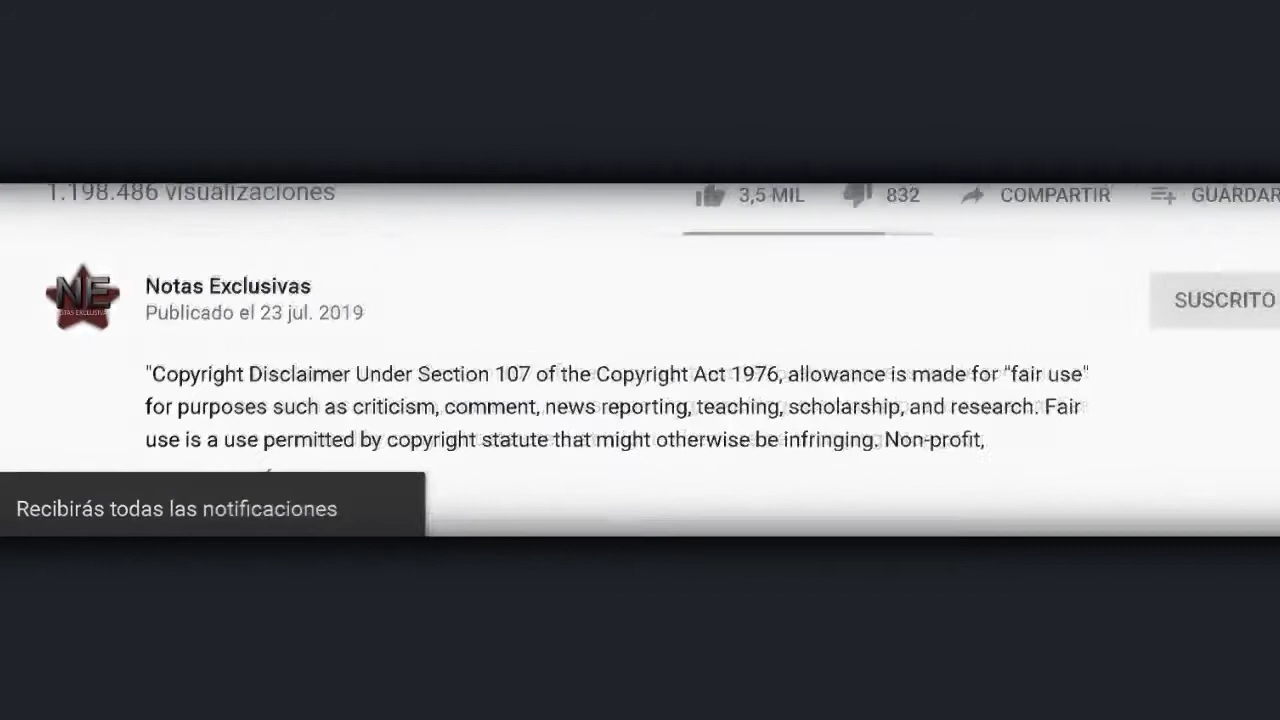 1.198.486 visualizaciones
3,5 MIL 832 COMPARTIR GUARDAR
NE
NOTAS EXCLUSIVAS
Notas Exclusivas
Publicado el 23 jul. 2019
SUSCRITO
"Copyright Disclaimer Under Section 107 of the Copyright Act 1976, allowance is made for "fair use"
for purposes such as criticism, comment, news reporting, teaching, scholarship, and research. Fair
use is a use permitted by copyright statute that might otherwise be infringing. Non-profit,
Recibirás todas las notificaciones